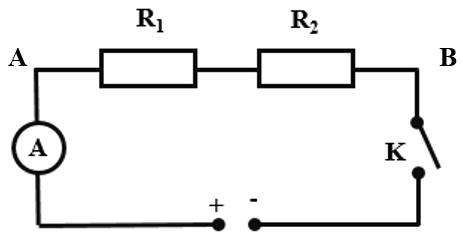 R₁ R₂
A B
A K
+ -